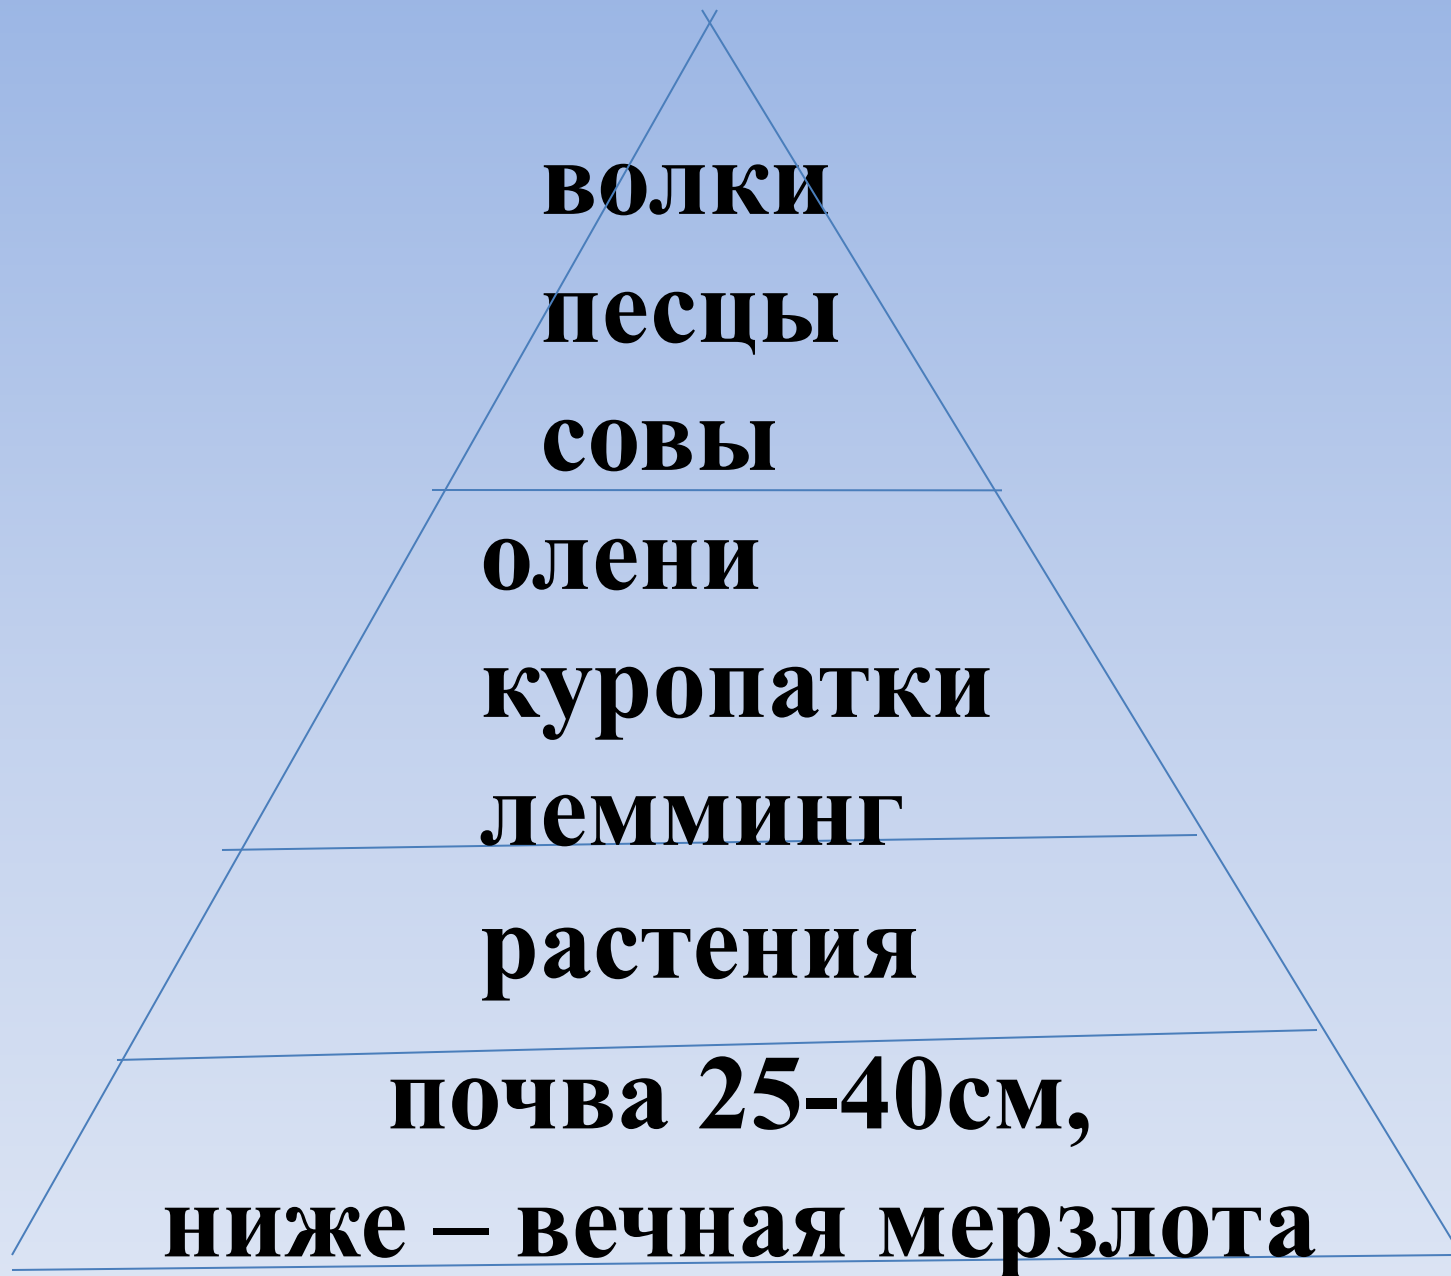 волки
песцы
совы
олени
куропатки
лемминг
растения
почва 25-40см,
ниже – вечная мерзлота